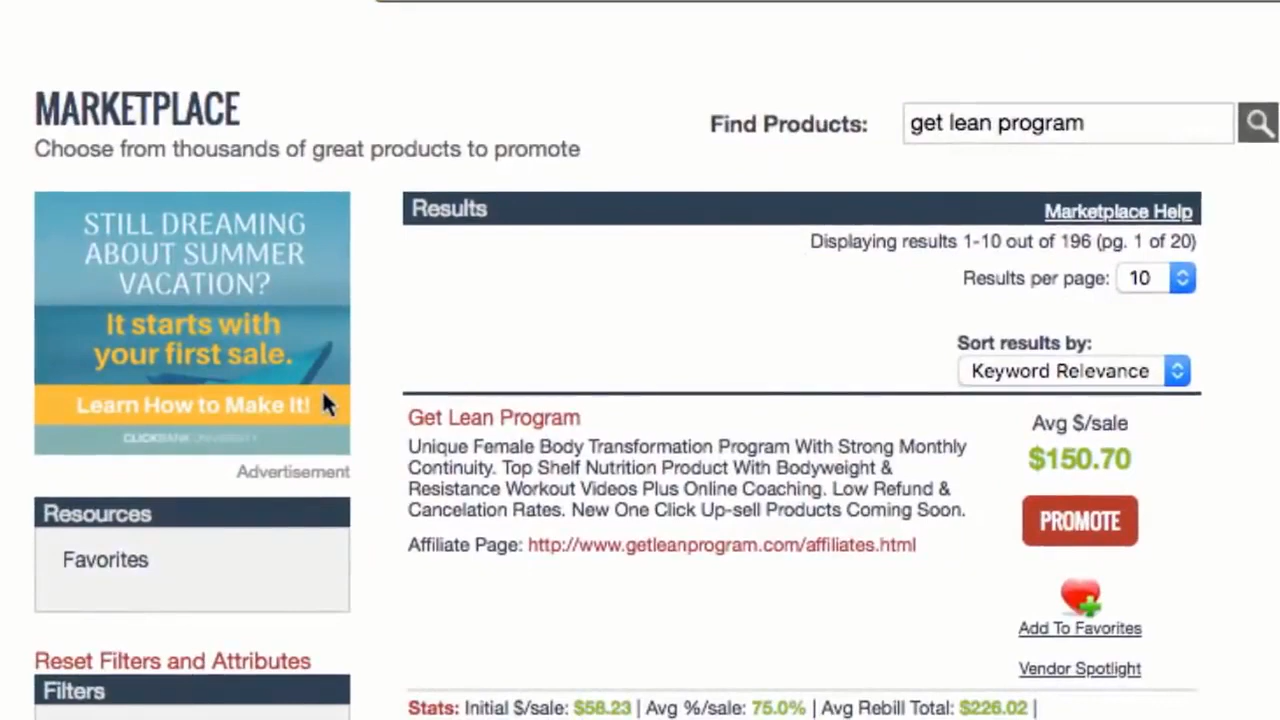 MARKETPLACE
Choose from thousands of great products to promote
Find Products: get lean program
STILL DREAMING
ABOUT SUMMER
VACATION?
It starts with
your first sale.
Learn How to Make It!
CLICKBANK UNIVERSITY
Advertisement
Resources
Favorites
Reset Filters and Attributes
Filters
Results
Marketplace Help
Displaying results 1-10 out of 196 (pg. 1 of 20)
Results per page: 10
Sort results by:
Keyword Relevance
Get Lean Program
Unique Female Body Transformation Program With Strong Monthly
Continuity. Top Shelf Nutrition Product With Bodyweight &
Resistance Workout Videos Plus Online Coaching. Low Refund &
Cancelation Rates. New One Click Up-sell Products Coming Soon.
Affiliate Page: http://www.getleanprogram.com/affiliates.html
Avg $/sale
$150.70
PROMOTE
Add To Favorites
Vendor Spotlight
Stats: Initial $/sale: $58.23 | Avg %/sale: 75.0% | Avg Rebill Total: $226.02 |